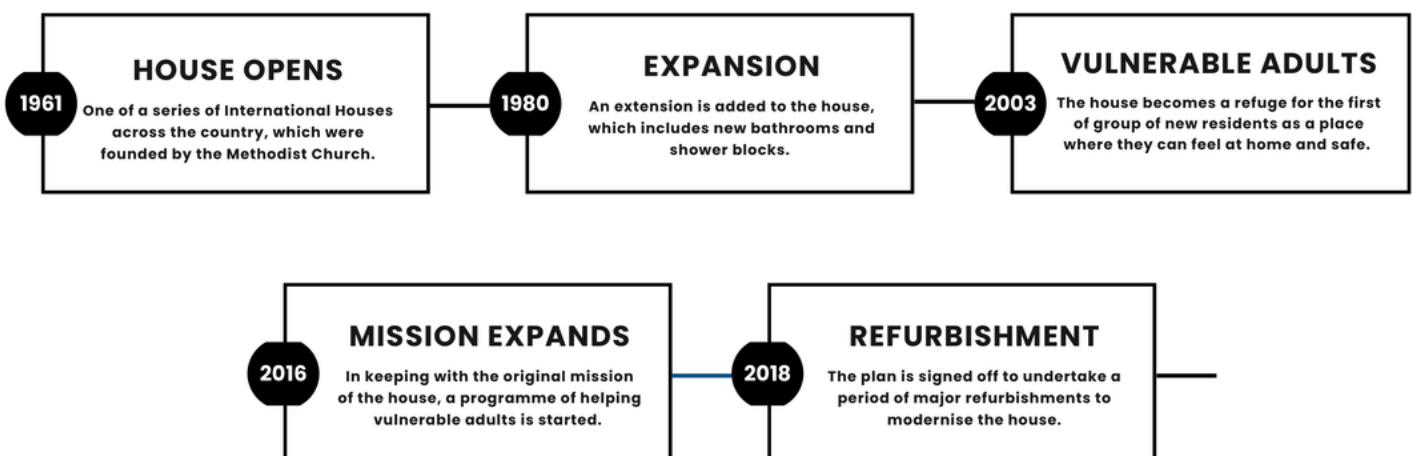 HOUSE OPENS
1961
One of a series of International Houses
across the country, which were
founded by the Methodist Church.
EXPANSION
1980
An extension is added to the house,
which includes new bathrooms and
shower blocks.
VULNERABLE ADULTS
2003
The house becomes a refuge for the first
of group of new residents as a place
where they can feel at home and safe.
MISSION EXPANDS
2016
In keeping with the original mission
of the house, a programme of helping
vulnerable adults is started.
REFURBISHMENT
2018
The plan is signed off to undertake a
period of major refurbishments to
modernise the house.